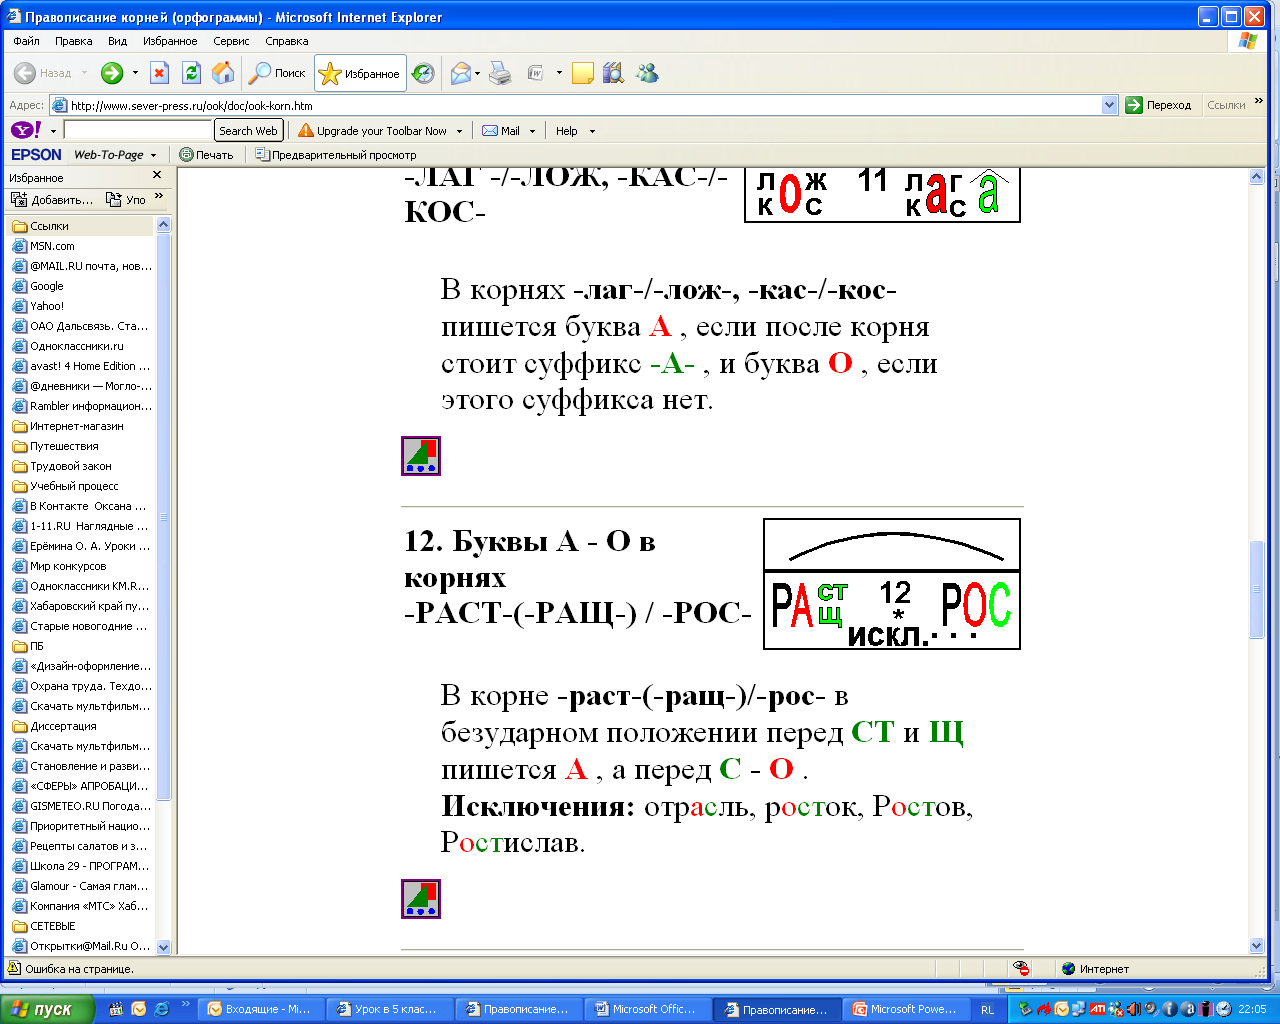 Правописание корней (орфограммы) - Microsoft Internet Explorer
Файл Правка Вид Избранное Сервис Справка
Назад Поиск Избранное
Адрес: http://www.sever-press.ru/ook/doc/ook-korn.htm Переход Ссылки »
Y! Search Web Upgrade your Toolbar Now Mail Help
EPSON Web-To-Page Печать Предварительный просмотр
Избранное
Добавить... Упо »
Ссылки
MSN.com
@MAIL.RU почта, нов...
Google
Yahoo!
ОАО Дальсвязь. Ста...
Одноклассники.ru
avast! 4 Home Edition ...
@дневники — Могло-...
Rambler информацион...
Интернет-магазин
Путешествия
Трудовой закон
Учебный процесс
В Контакте Оксана ...
1-11.RU Наглядные ...
Ерёмина О. А. Уроки ...
Мир конкурсов
Одноклассники KM.R...
Хабаровский край пу...
Старые новогодние ...
ПБ
«Дизайн-оформление...
Охрана труда. Техдо...
Скачать мультфильм...
Диссертация
Скачать мультфильм...
Становление и разви...
«СФЕРЫ» АПРОБАЦИ...
GISMETEO.RU Погода...
Приоритетный нацио...
Рецепты салатов и з...
Школа 29 - ПРОГРАМ...
Glamour - Самая глам...
Компания «МТС» Хаб...
СЕТЕВЫЕ
Открытки@Mail.Ru О...
-ЛАГ -/-ЛОЖ, -КАС-/-
КОС-
л о ж 11 л а г а
к с к с
В корнях -лаг-/-лож-, -кас-/-кос-
пишется буква А , если после корня
стоит суффикс -А- , и буква О , если
этого суффикса нет.
12. Буквы А - О в
корнях
-РАСТ-(-РАЩ-) / -РОС-
РА СТ Щ 12 РОС
*
искл. . . .
В корне -раст-(-ращ-)/-рос- в
безударном положении перед СТ и Щ
пишется А , а перед С - О .
Исключения: отрасль, росток, Ростов,
Ростислав.
Ошибка на странице. Интернет
пуск » Входящие - Mi... Урок в 5 клас... Правописание... Microsoft Offic... Правописание... Microsoft Powe... RL 22:05